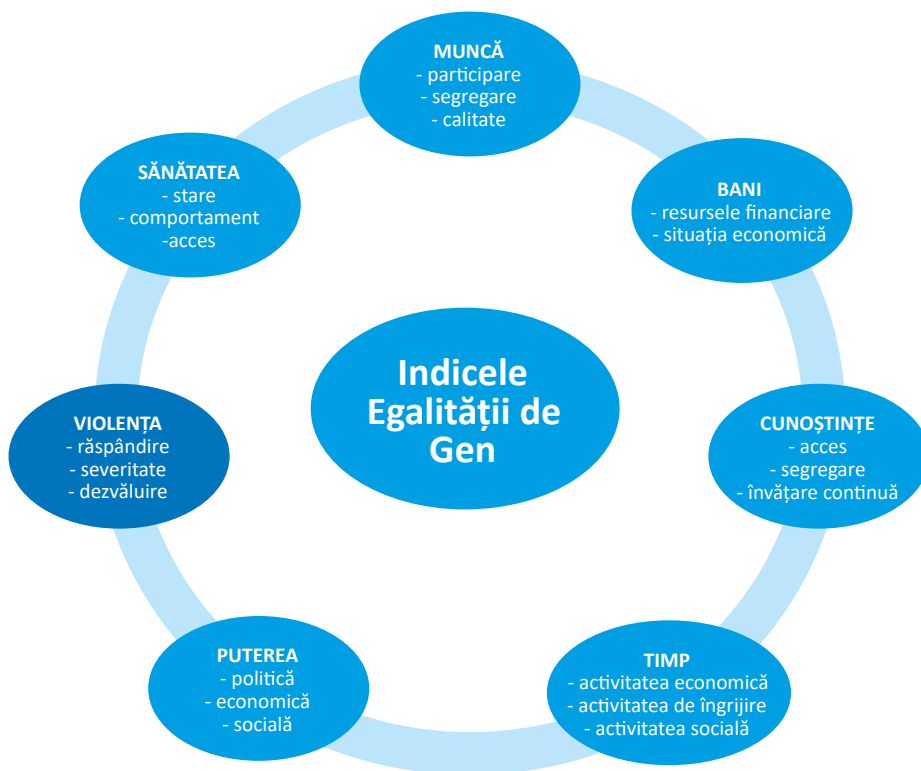 MUNCĂ
- participare
- segregare
- calitate
BANI
- resursele financiare
- situația economică
CUNOȘTINȚE
- acces
- segregare
- învățare continuă
TIMP
- activitatea economică
- activitatea de îngrijire
- activitatea socială
PUTEREA
- politică
- economică
- socială
VIOLENȚA
- răspândire
- severitate
- dezvăluire
SĂNĂTATEA
- stare
- comportament
-acces
Indicele
Egalității de
Gen